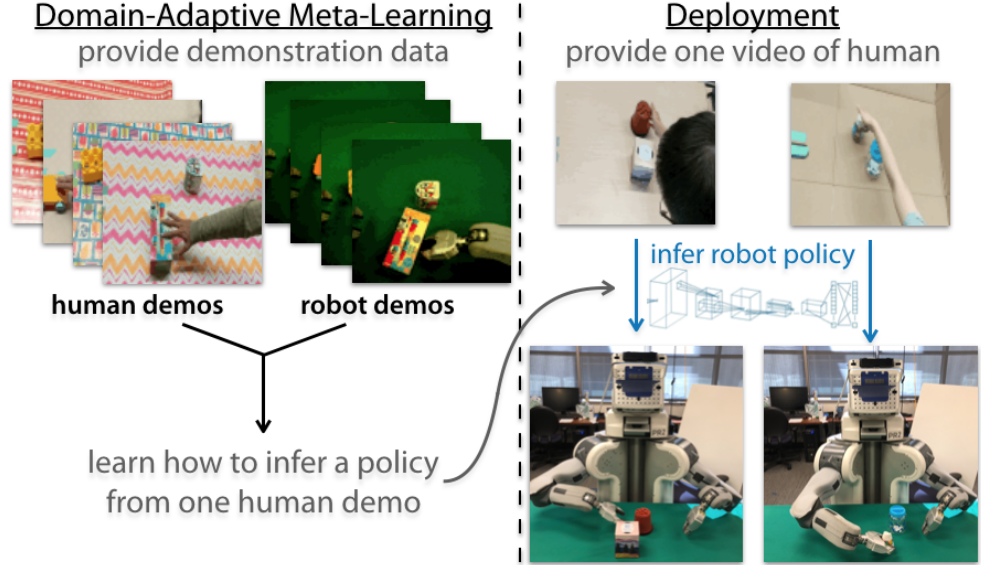 Domain-Adaptive Meta-Learning
provide demonstration data
human demos
robot demos
learn how to infer a policy
from one human demo
Deployment
provide one video of human
infer robot policy
PR2